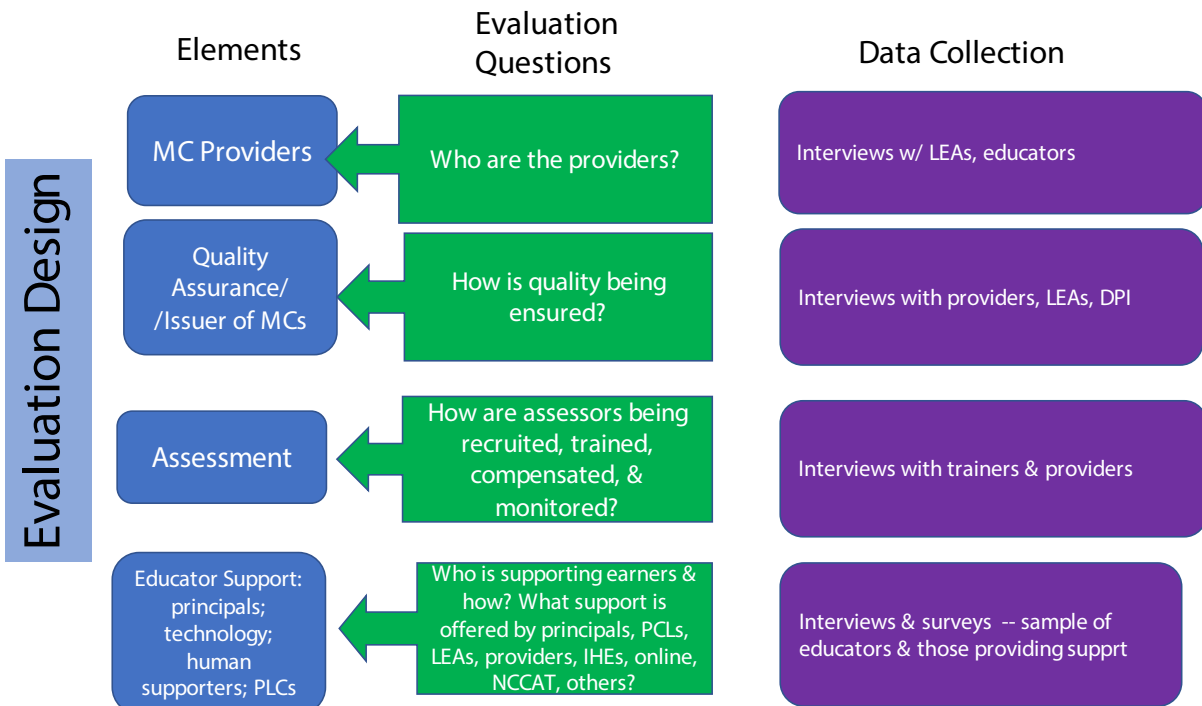 Elements
Evaluation
Questions
Data Collection
Evaluation Design
MC Providers
Who are the providers?
Interviews w/ LEAs, educators
Quality
Assurance/
/Issuer of MCs
How is quality being
ensured?
Interviews with providers, LEAs, DPI
Assessment
How are assessors being
recruited, trained,
compensated, &
monitored?
Interviews with trainers & providers
Educator Support:
principals;
technology;
human
supporters; PLCs
Who is supporting earners &
how? What support is
offered by principals, PCLs,
LEAs, providers, IHEs, online,
NCCAT, others?
Interviews & surveys -- sample of
educators & those providing supprt